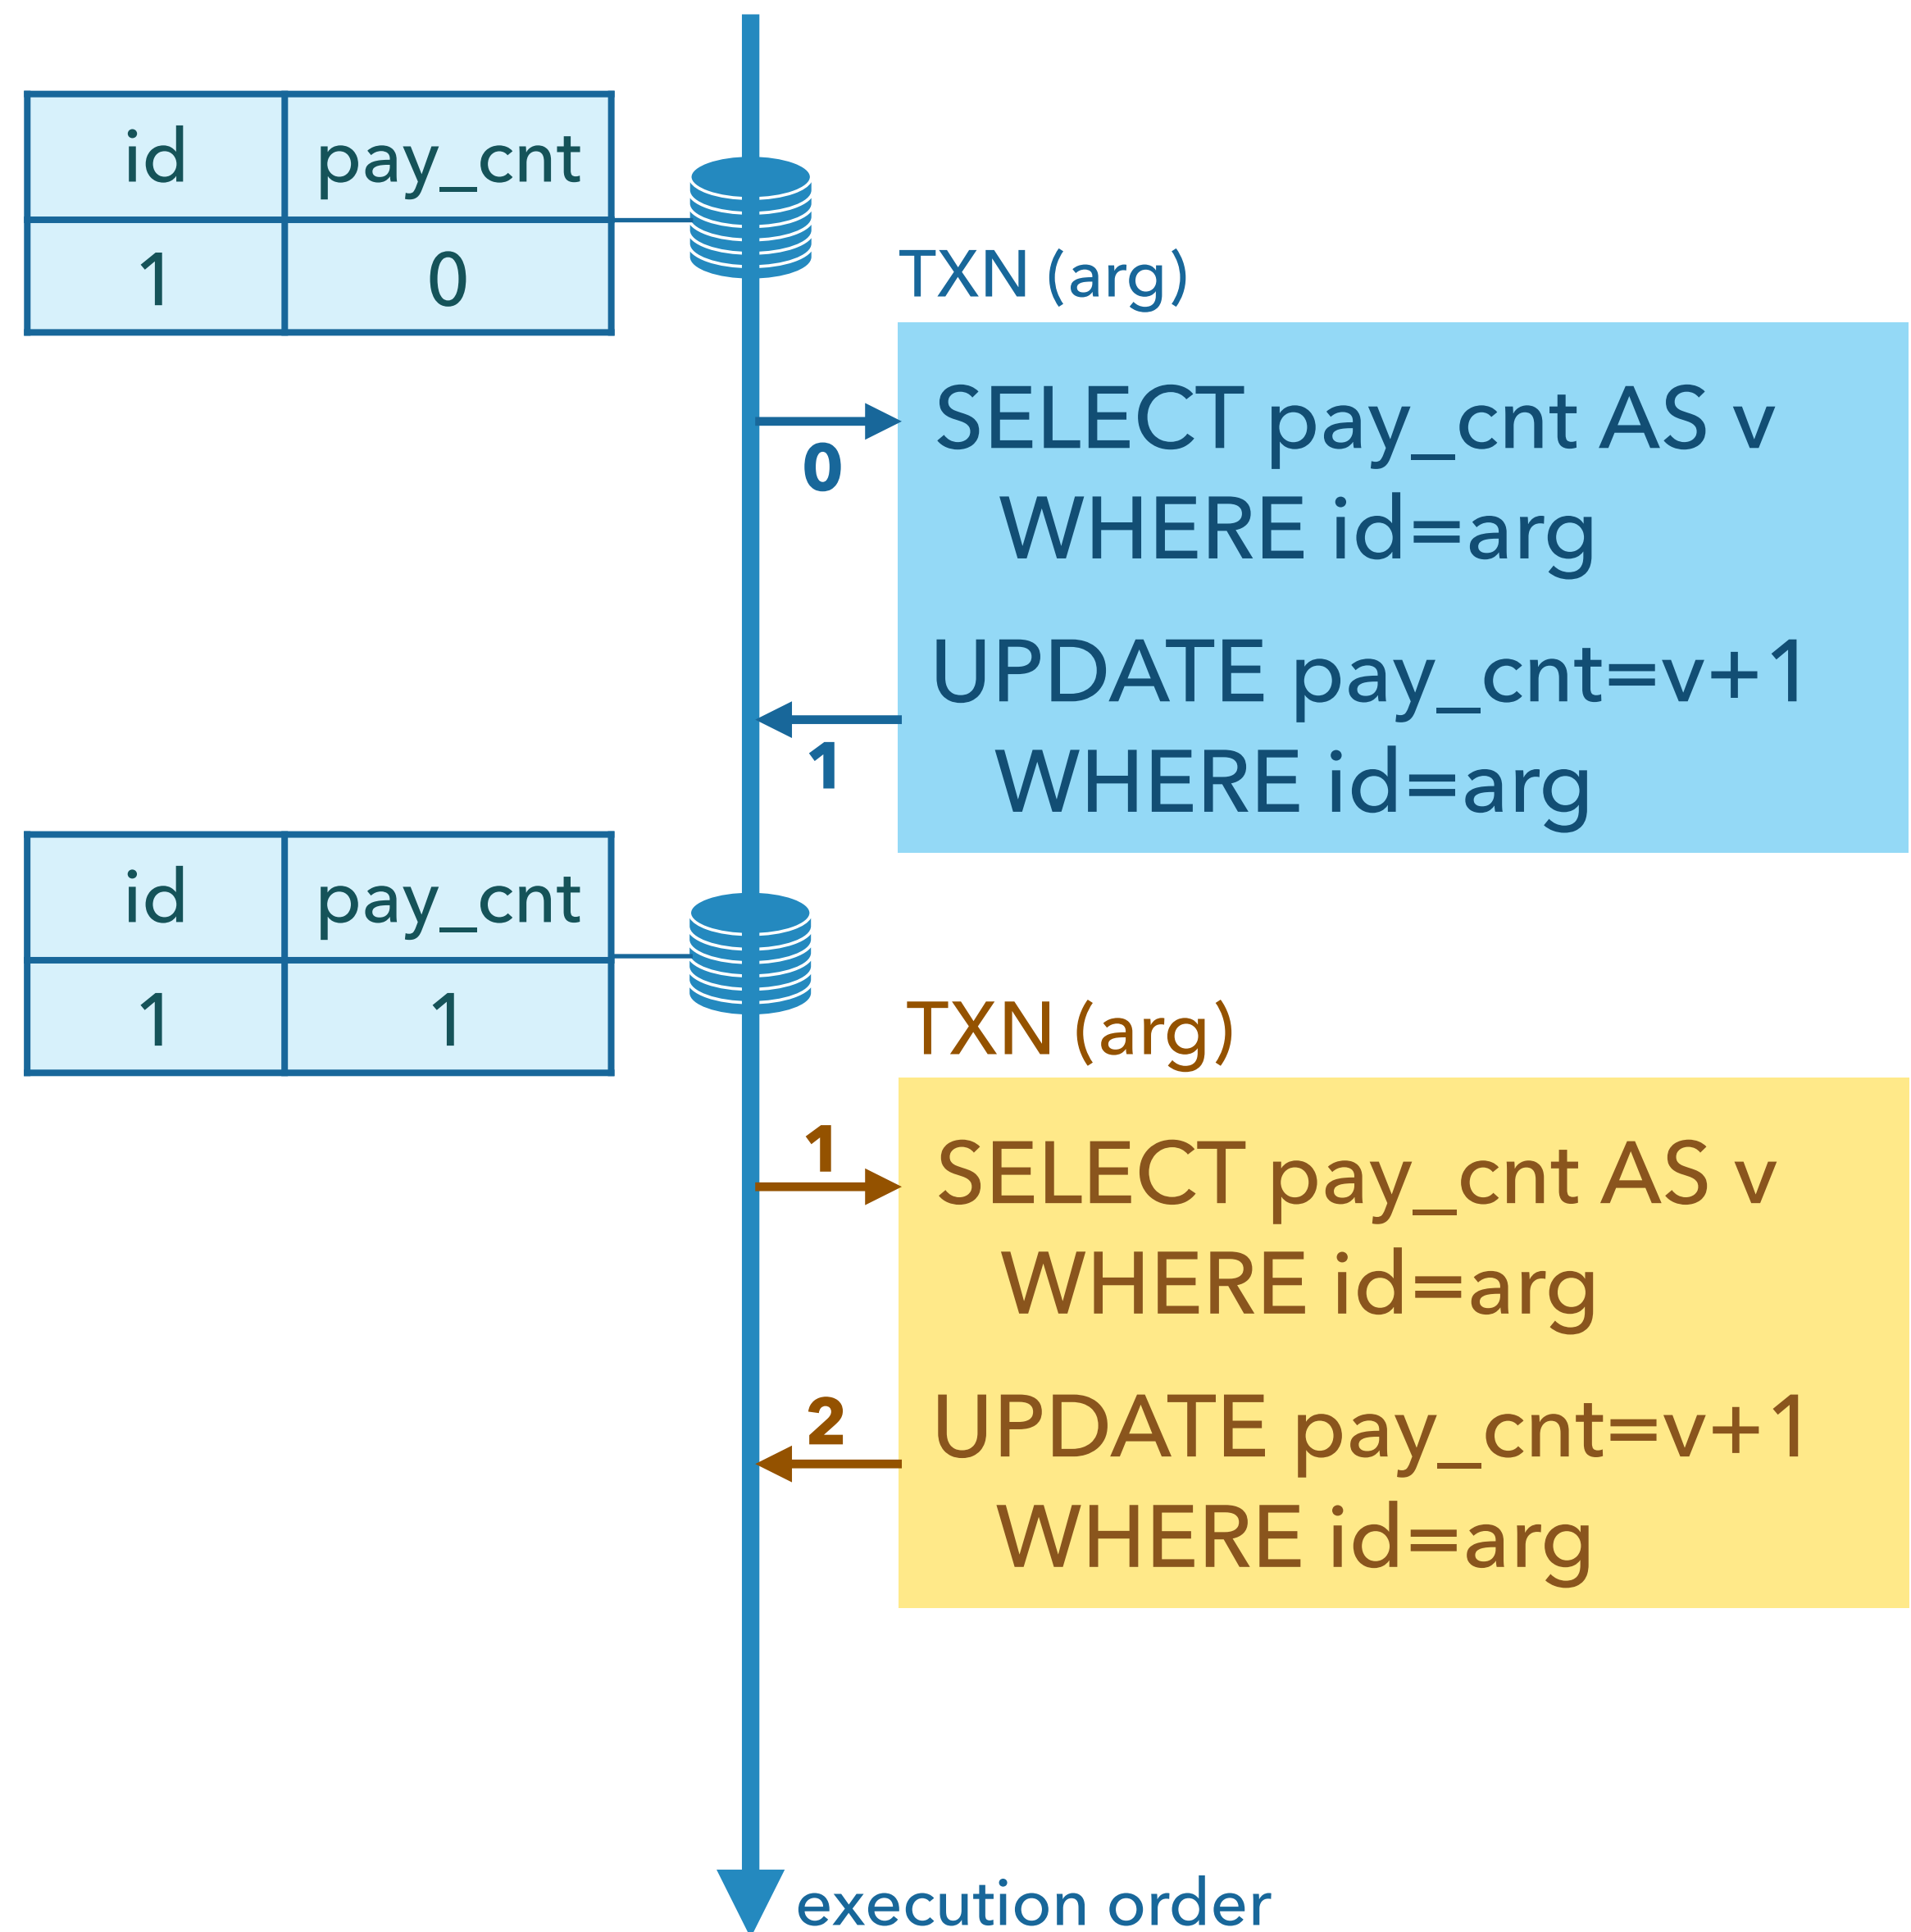 id pay_cnt
1 0
TXN (arg)
SELECT pay_cnt AS v
WHERE id=arg
0
UPDATE pay_cnt=v+1
WHERE id=arg
1
id pay_cnt
1 1
TXN (arg)
1
SELECT pay_cnt AS v
WHERE id=arg
2
UPDATE pay_cnt=v+1
WHERE id=arg
execution order